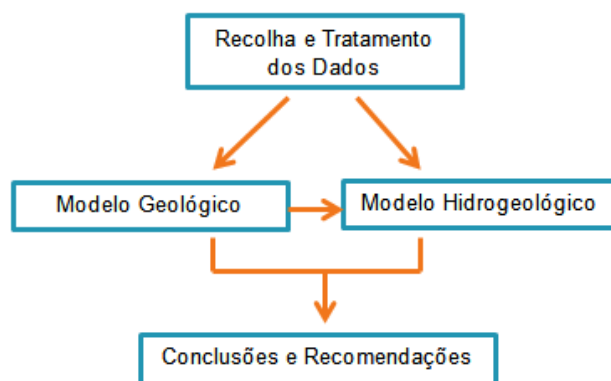 Recolha e Tratamento
dos Dados
Modelo Geológico
Modelo Hidrogeológico
Conclusões e Recomendações